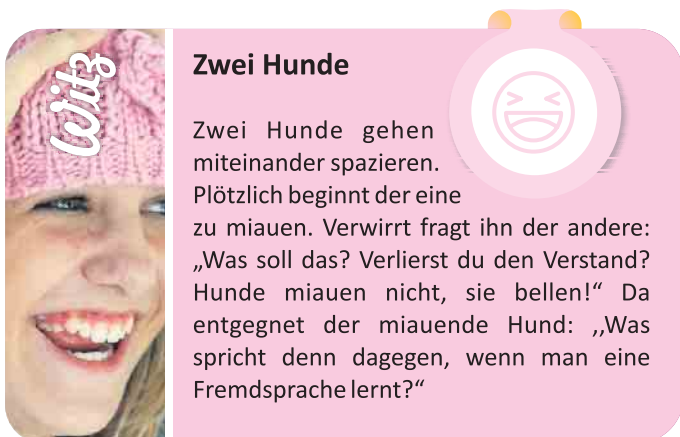 Witz
Zwei Hunde
Zwei Hunde gehen
miteinander spazieren.
Plötzlich beginnt der eine
zu miauen. Verwirrt fragt ihn der andere:
„Was soll das? Verlierst du den Verstand?
Hunde miauen nicht, sie bellen!“ Da
entgegnet der miauende Hund: ,,Was
spricht denn dagegen, wenn man eine
Fremdsprache lernt?“